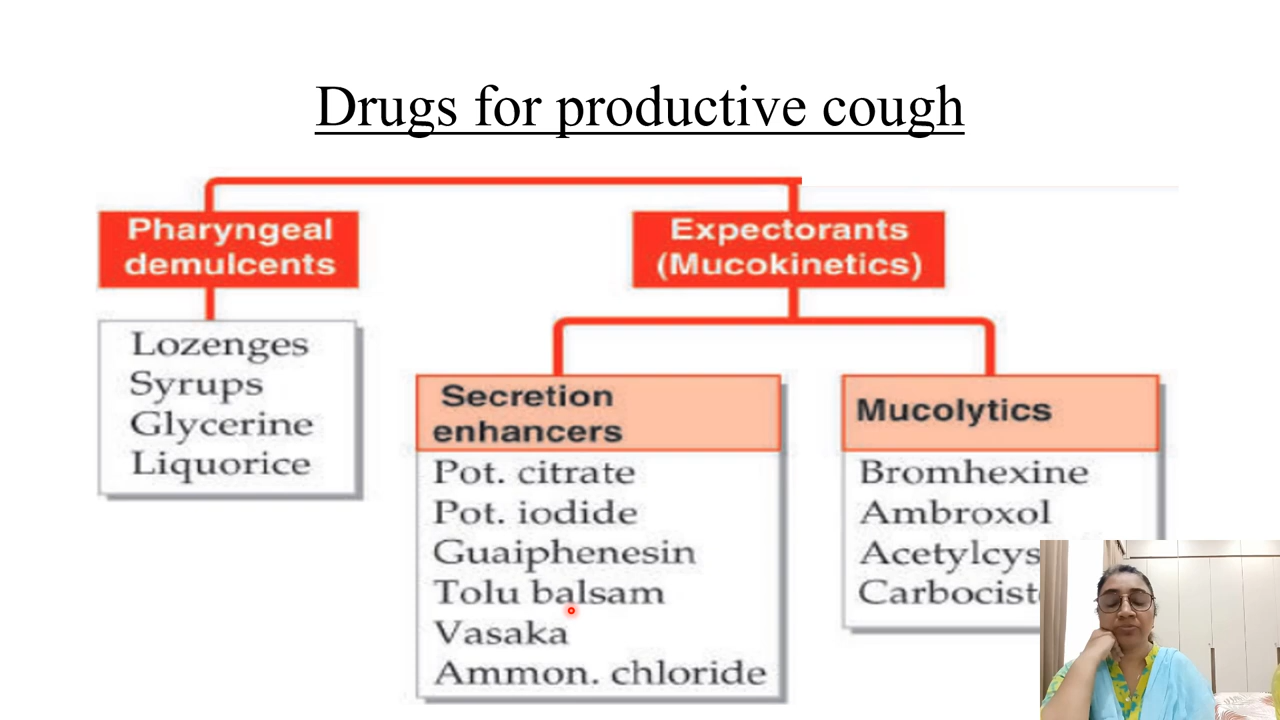 Drugs for productive cough
Pharyngeal
demulcents
Lozenges
Syrups
Glycerine
Liquorice
Expectorants
(Mucokinetics)
Secretion
enhancers
Pot. citrate
Pot. iodide
Guaiphenesin
Tolu balsam
Vasaka
Ammon. chloride
Mucolytics
Bromhexine
Ambroxol